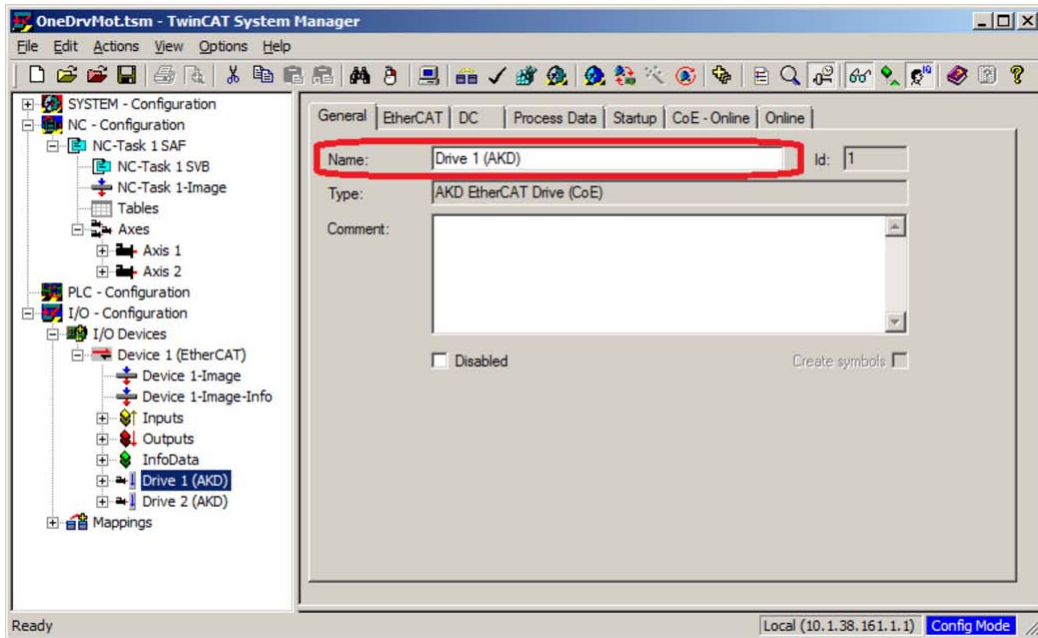 OneDrvMot.tsm - TwinCAT System Manager
File Edit Actions View Options Help
SYSTEM - Configuration
NC - Configuration
NC-Task 1 SAF
NC-Task 1 SVB
NC-Task 1-Image
Tables
Axes
Axis 1
Axis 2
PLC - Configuration
I/O - Configuration
I/O Devices
Device 1 (EtherCAT)
Device 1-Image
Device 1-Image-Info
Inputs
Outputs
InfoData
Drive 1 (AKD)
Drive 2 (AKD)
Mappings
General EtherCAT DC Process Data Startup CoE - Online Online
Name: Drive 1 (AKD) Id: 1
Type: AKD EtherCAT Drive (CoE)
Comment:
Disabled Create symbols
Ready Local (10.1.38.161.1.1) Config Mode